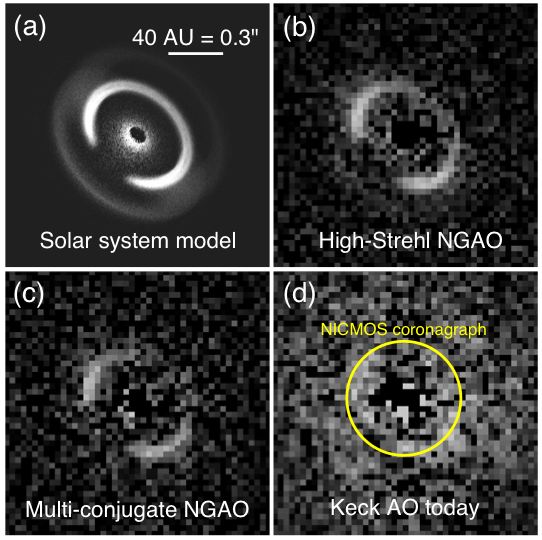 (a)
40 AU = 0.3"
Solar system model
(b)
High-Strehl NGAO
(c)
Multi-conjugate NGAO
(d)
NICMOS coronagraph
Keck AO today